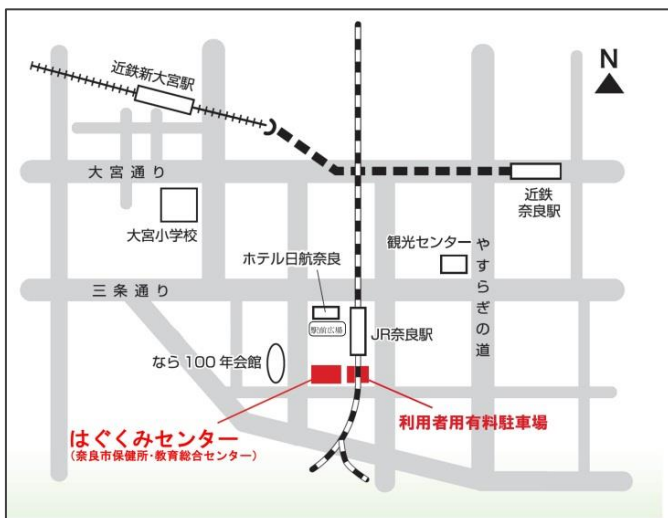 近鉄新大宮駅
N
大宮通り
近鉄
奈良駅
大宮小学校
観光センター
やすらぎの道
ホテル日航奈良
三条通り
駅前広場
JR奈良駅
なら100年会館
はぐくみセンター
(奈良市保健所・教育総合センター)
利用者用有料駐車場